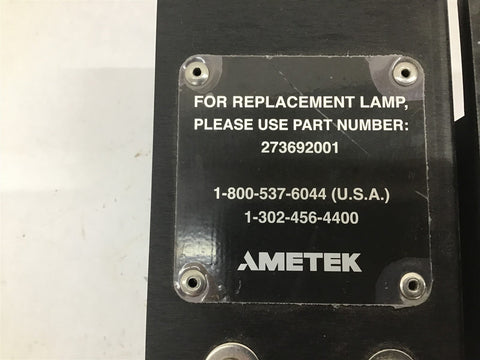 FOR REPLACEMENT LAMP,
PLEASE USE PART NUMBER:
273692001
1-800-537-6044 (U.S.A.)
1-302-456-4400
AMETEK